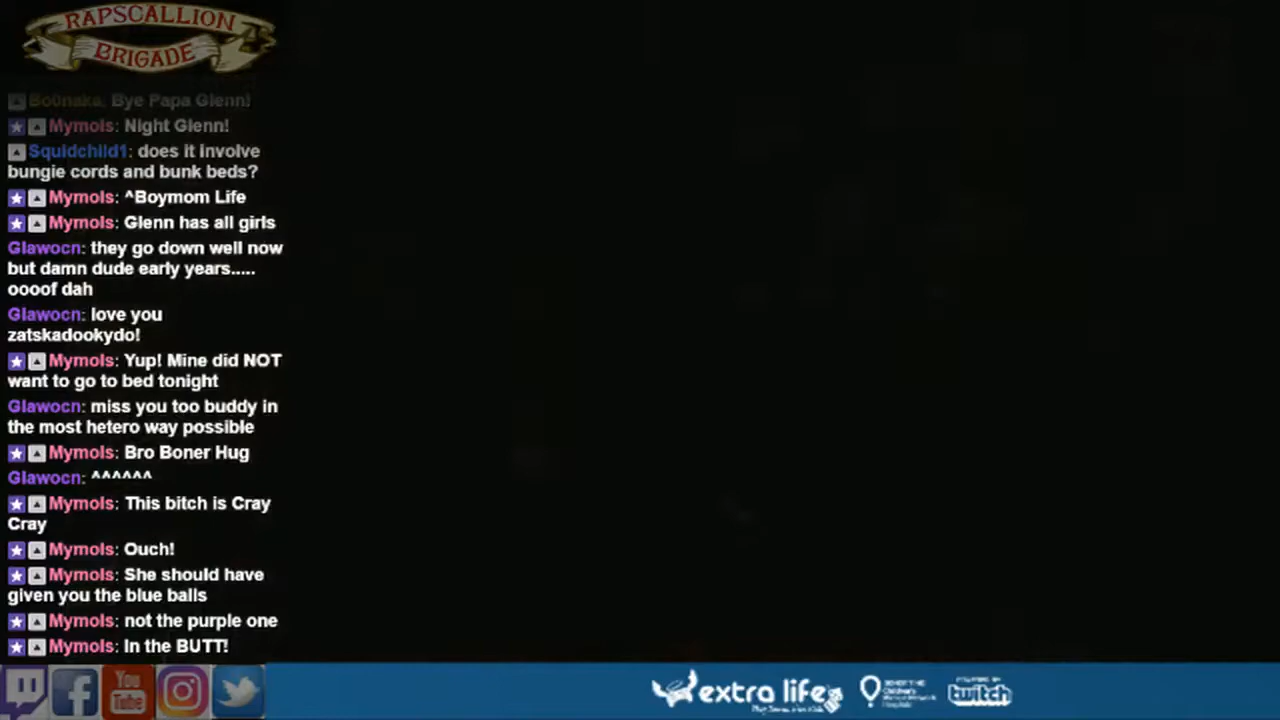 RAPSCALLION
BRIGADE
Bo0naka: Bye Papa Glenn!
Mymols: Night Glenn!
Squidchild1: does it involve
bungie cords and bunk beds?
Mymols: ^Boymom Life
Mymols: Glenn has all girls
Glawocn: they go down well now
but damn dude early years.....
oooof dah
Glawocn: love you
zatskadookydo!
Mymols: Yup! Mine did NOT
want to go to bed tonight
Glawocn: miss you too buddy in
the most hetero way possible
Mymols: Bro Boner Hug
Glawocn: ^^^^^^
Mymols: This bitch is Cray
Cray
Mymols: Ouch!
Mymols: She should have
given you the blue balls
Mymols: not the purple one
Mymols: In the BUTT!
You
Tube
extra life
twitch